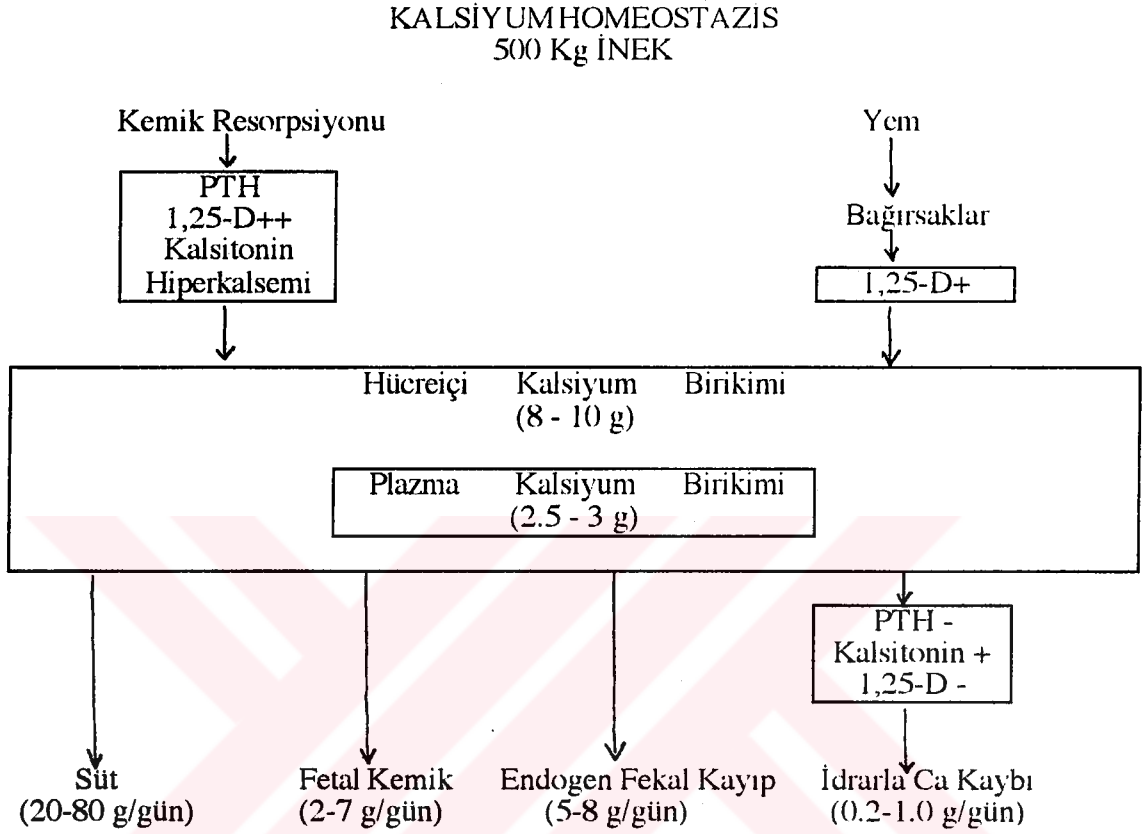 KALSİYUM HOMEOSTAZİS
500 Kg İNEK
Kemik Resorpsiyonu
PTH
1,25-D++
Kalsitonin
Hiperkalsemi
Yem
Bağırsaklar
1,25-D+
Hücreiçi Kalsiyum Birikimi
(8 - 10 g)
Plazma Kalsiyum Birikimi
(2.5 - 3 g)
PTH -
Kalsitonin +
1,25-D -
Süt
(20-80 g/gün)
Fetal Kemik
(2-7 g/gün)
Endogen Fekal Kayıp
(5-8 g/gün)
İdrarla Ca Kaybı
(0.2-1.0 g/gün)